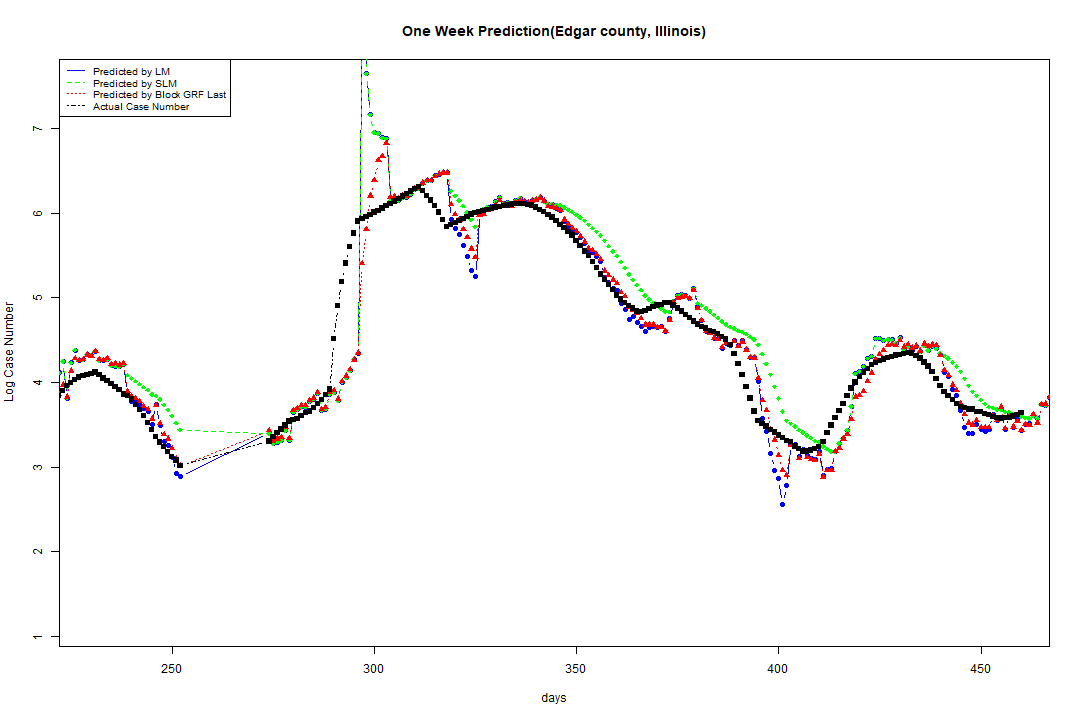 One Week Prediction(Edgar county, Illinois)
Predicted by LM
Predicted by SLM
Predicted by Block GRF Last
Actual Case Number
Log Case Number
7
6
5
4
3
2
1
250 300 350 400 450
days